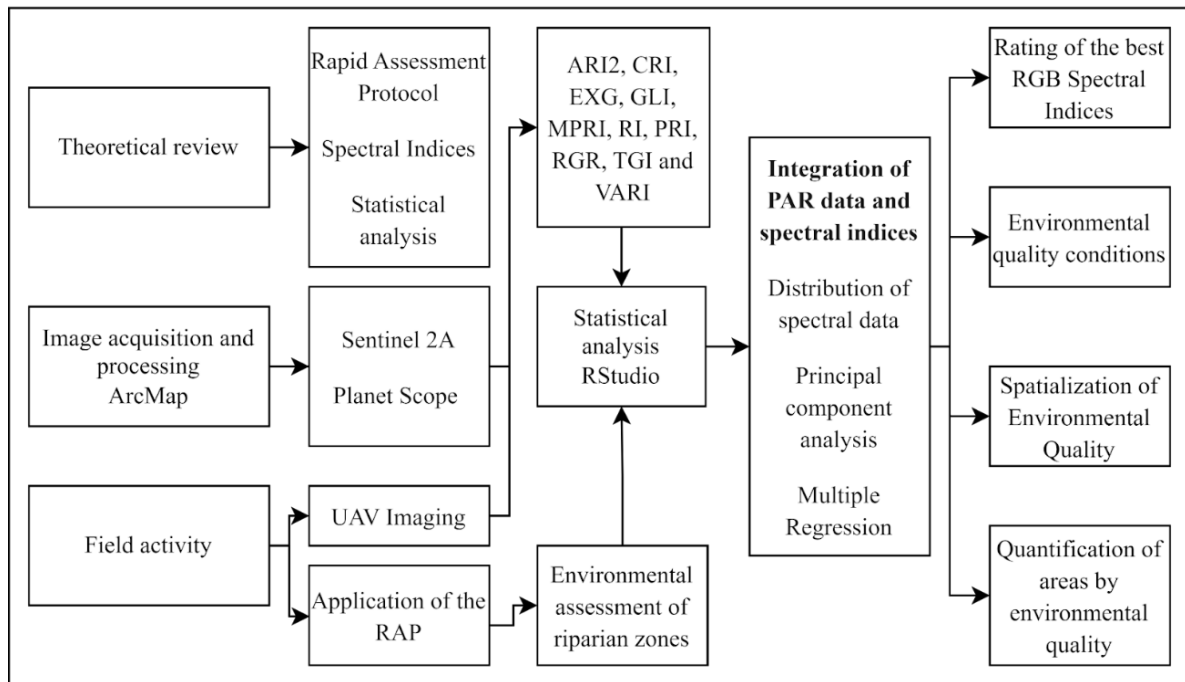 Theoretical review
Rapid Assessment
Protocol
Spectral Indices
Statistical
analysis
Image acquisition and
processing
ArcMap
Sentinel 2A
Planet Scope
Field activity
UAV Imaging
Application of the
RAP
ARI2, CRI,
EXG, GLI,
MPRI, RI, PRI,
RGR, TGI and
VARI
Statistical
analysis
RStudio
Environmental
assessment of
riparian zones
Integration of
PAR data and
spectral indices
Distribution of
spectral data
Principal
component
analysis
Multiple
Regression
Rating of the best
RGB Spectral
Indices
Environmental
quality conditions
Spatialization of
Environmental
Quality
Quantification of
areas by
environmental
quality